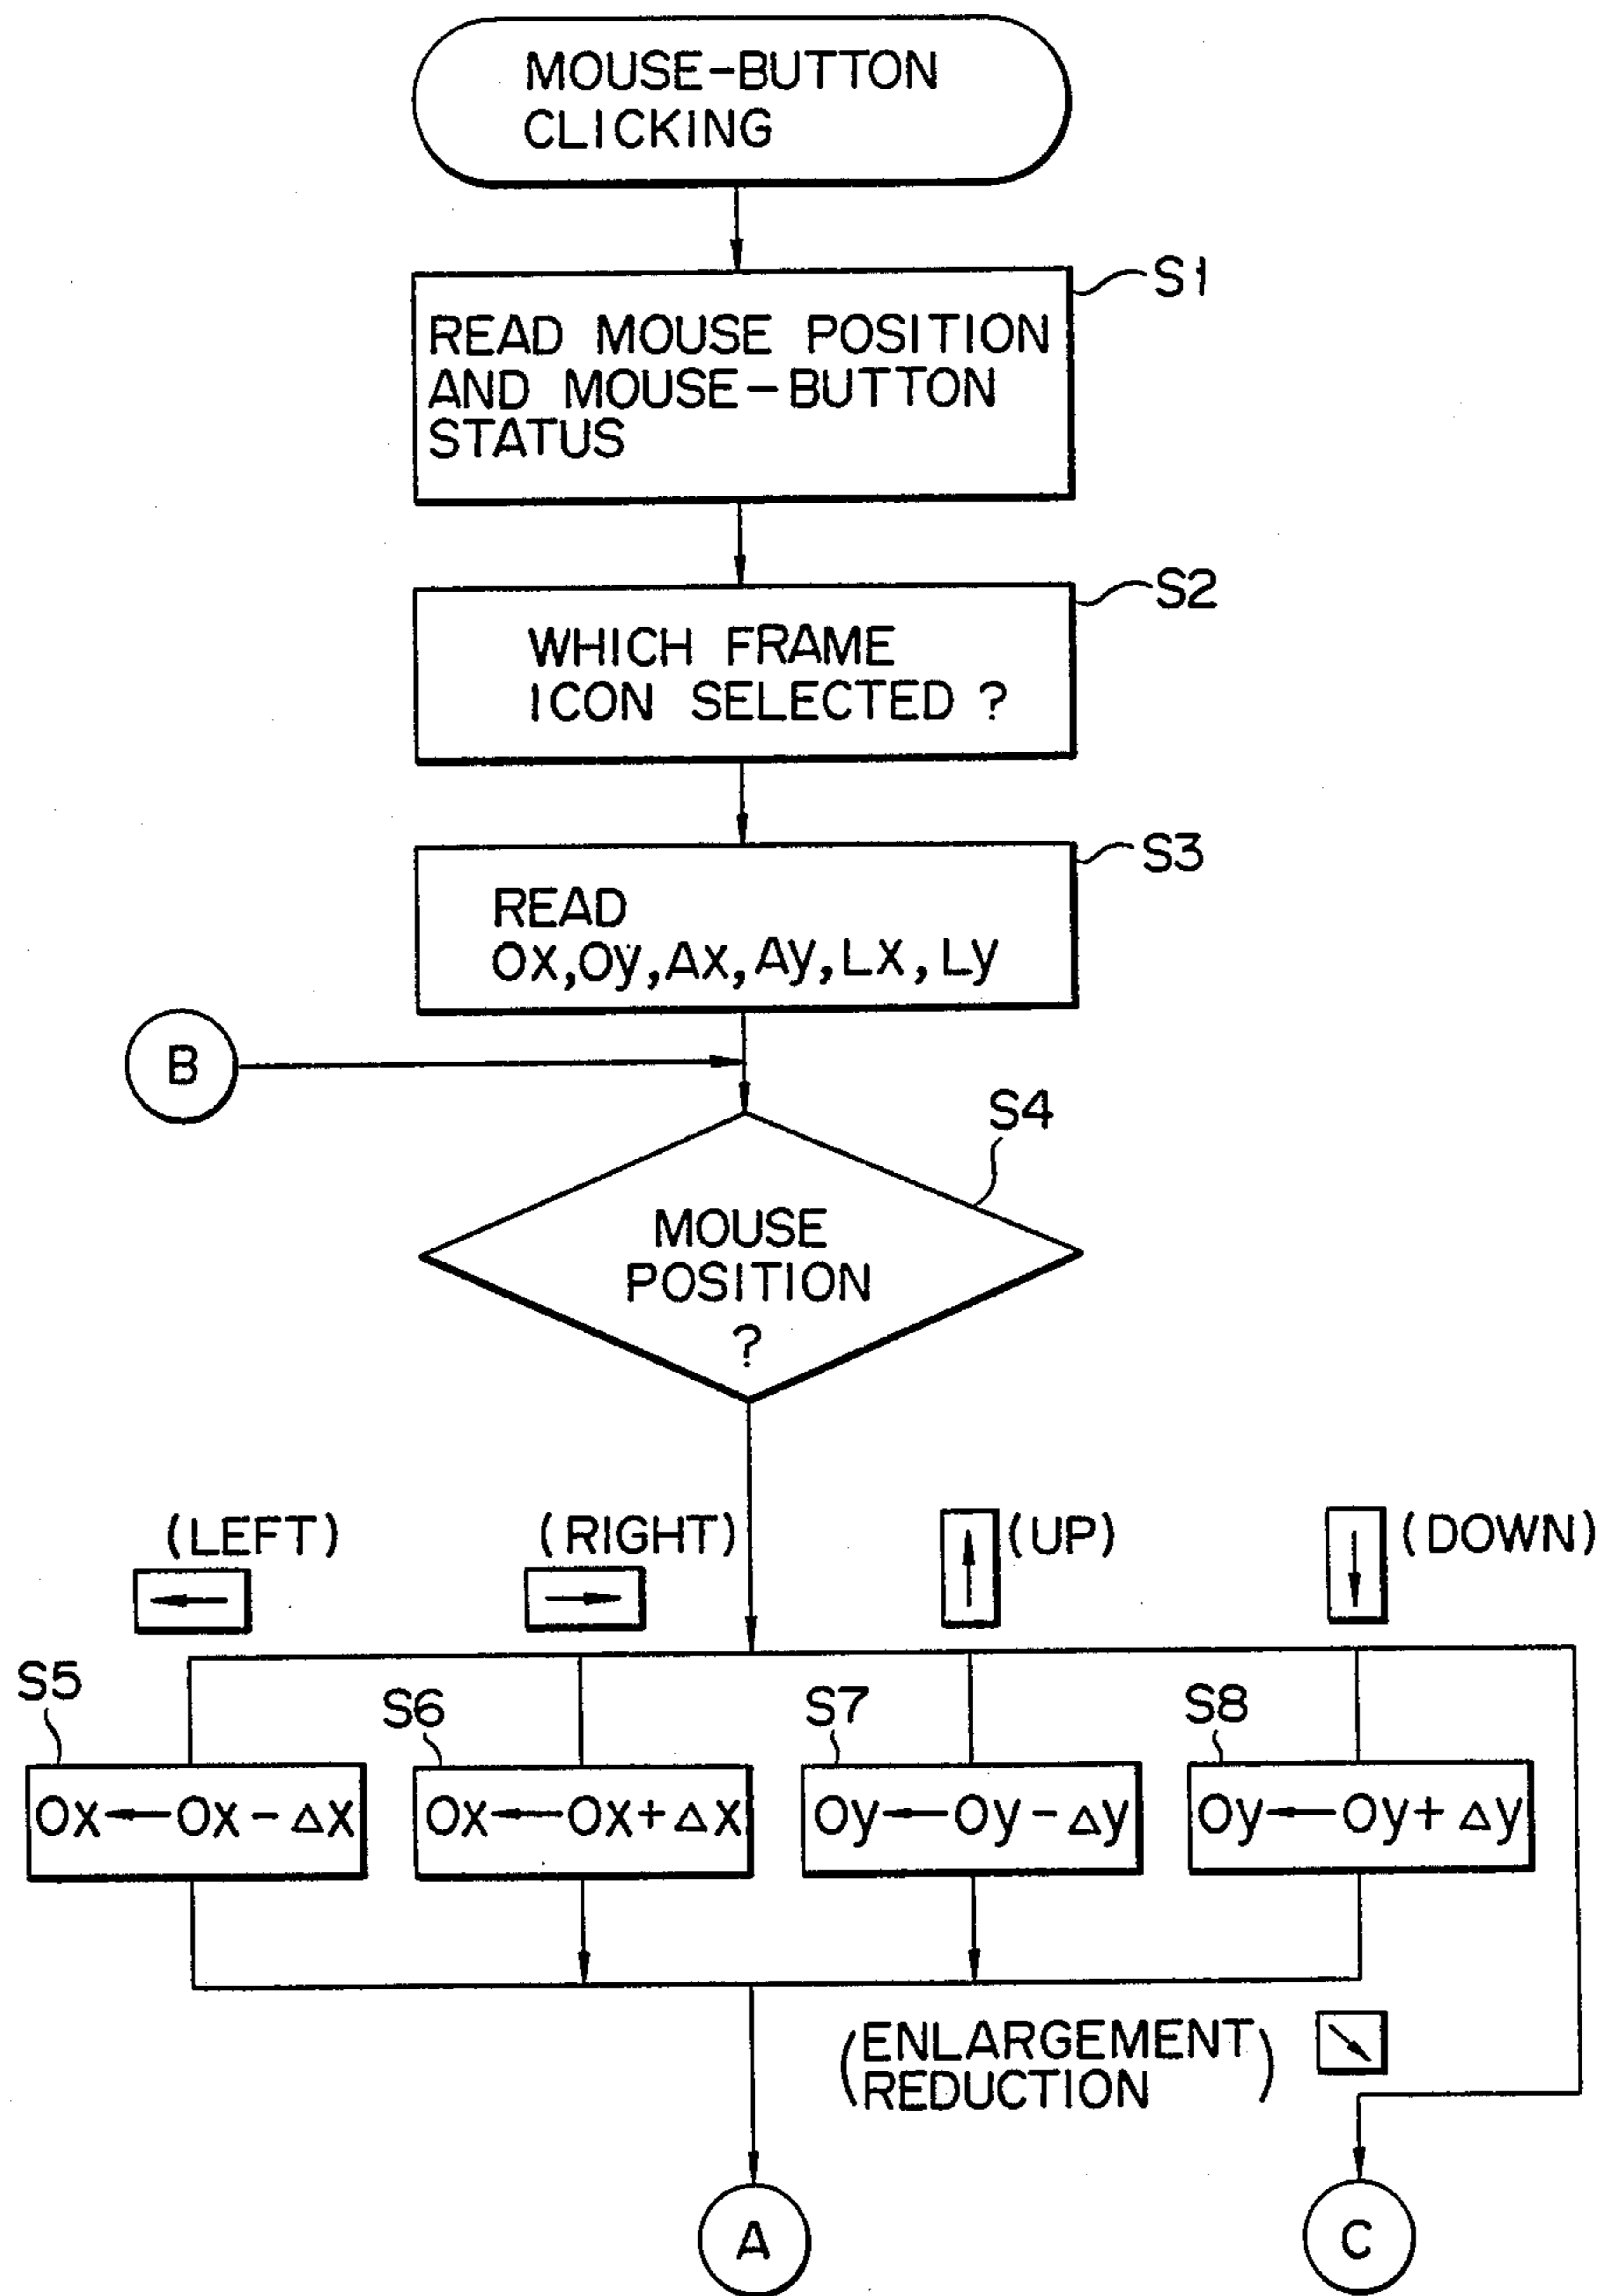 MOUSE-BUTTON
CLICKING
S1
READ MOUSE POSITION
AND MOUSE-BUTTON
STATUS
S2
WHICH FRAME
ICON SELECTED ?
S3
READ
Ox, Oy, Ax, Ay, Lx, Ly
B
S4
MOUSE
POSITION
?
(LEFT)
(RIGHT)
(UP)
(DOWN)
←
→
↑
↓
S5
S6
S7
S8
Ox←Ox-Δx
Ox←Ox+Δx
Oy←Oy-Δy
Oy←Oy+Δy
(ENLARGEMENT
REDUCTION)
↘
A
C